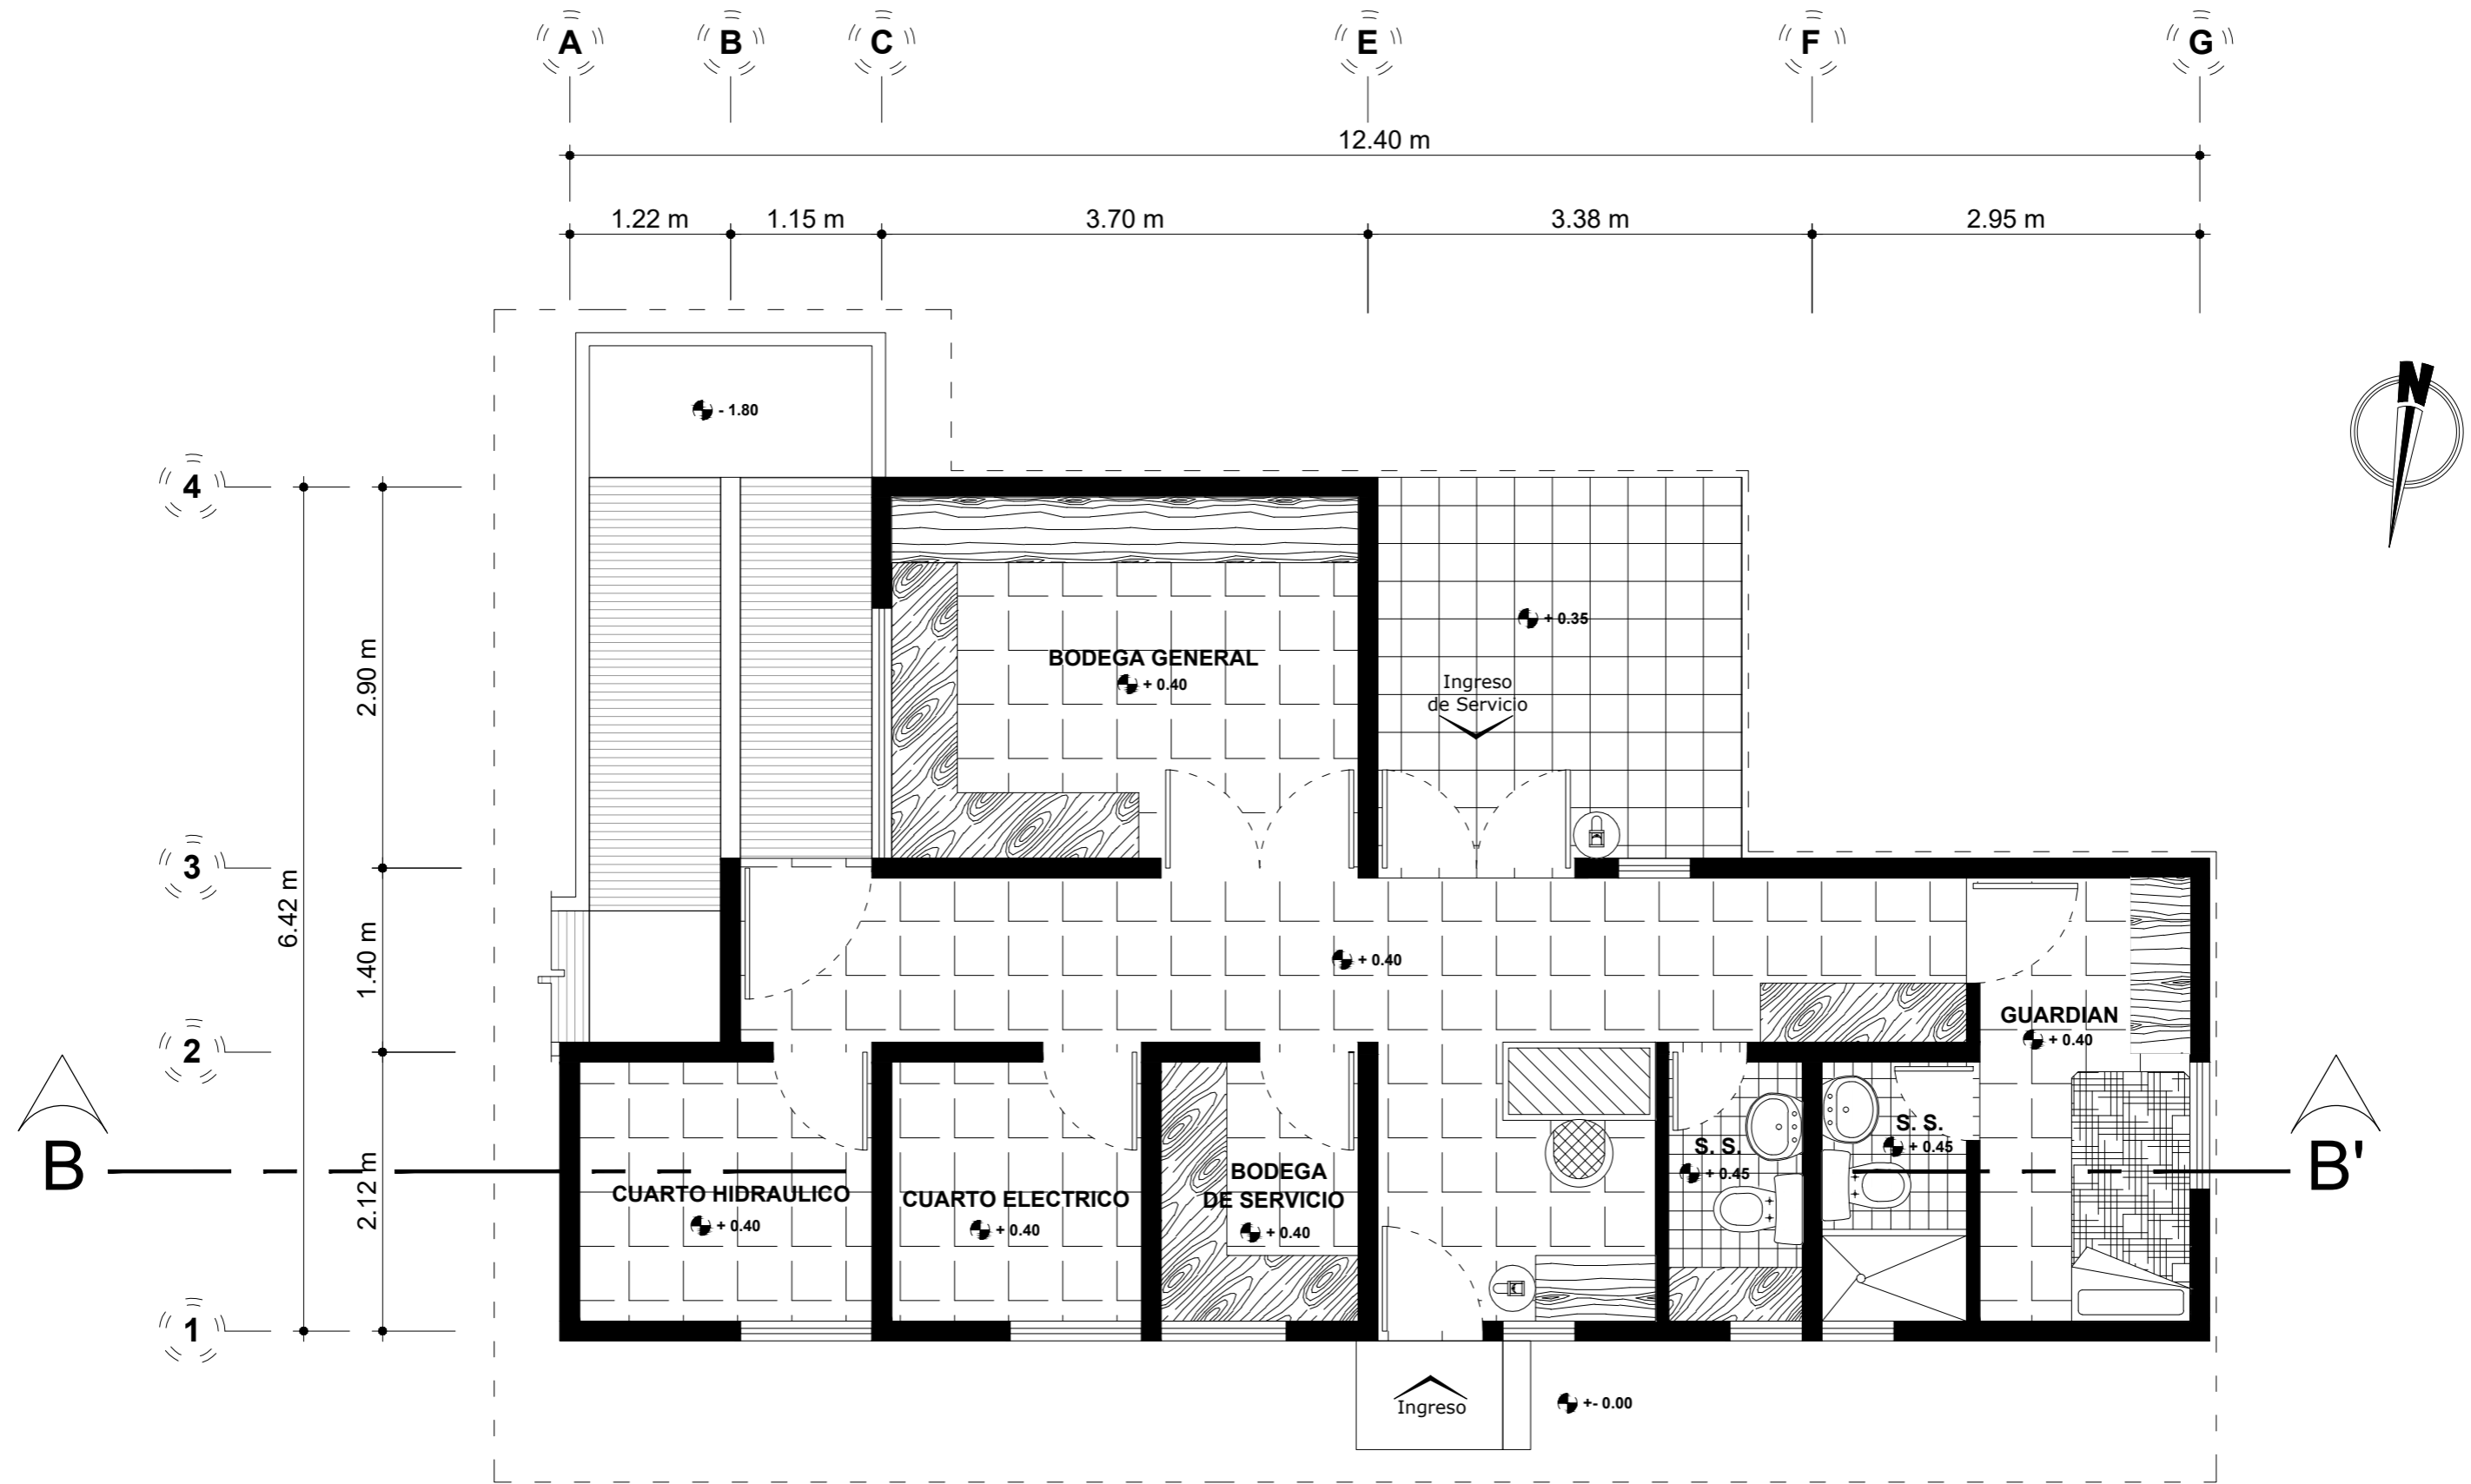 A B C E F G
12.40 m
1.22 m 1.15 m 3.70 m 3.38 m 2.95 m
N
- 1.80
4
+ 0.35
BODEGA GENERAL
+ 0.40
Ingreso
de Servicio
2.90 m
3
6.42 m
1.40 m
+ 0.40
GUARDIAN
+ 0.40
2
S. S.
+ 0.45
S. S.
+ 0.45
B B'
2.12 m
CUARTO HIDRAULICO
+ 0.40
CUARTO ELECTRICO
+ 0.40
BODEGA
DE SERVICIO
+ 0.40
1
Ingreso
+- 0.00